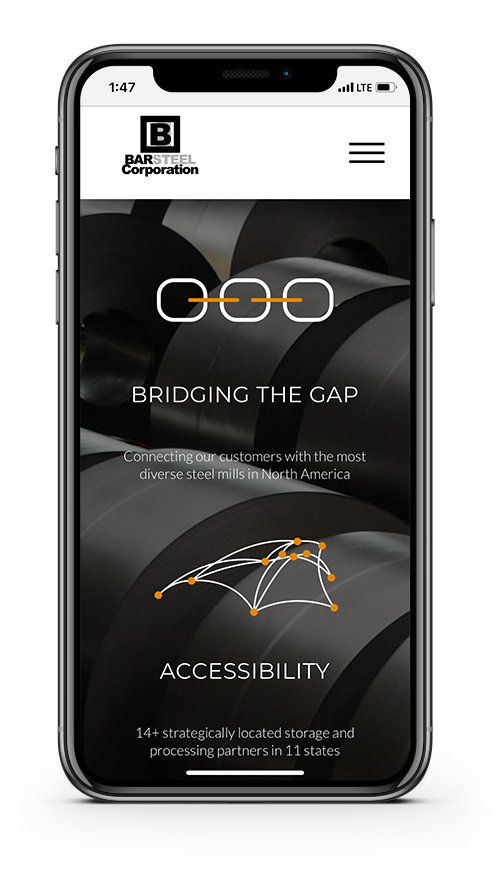 1:47
LTE
B
BARSTEEL
Corporation
BRIDGING THE GAP
Connecting our customers with the most
diverse steel mills in North America
ACCESSIBILITY
14+ strategically located storage and
processing partners in 11 states